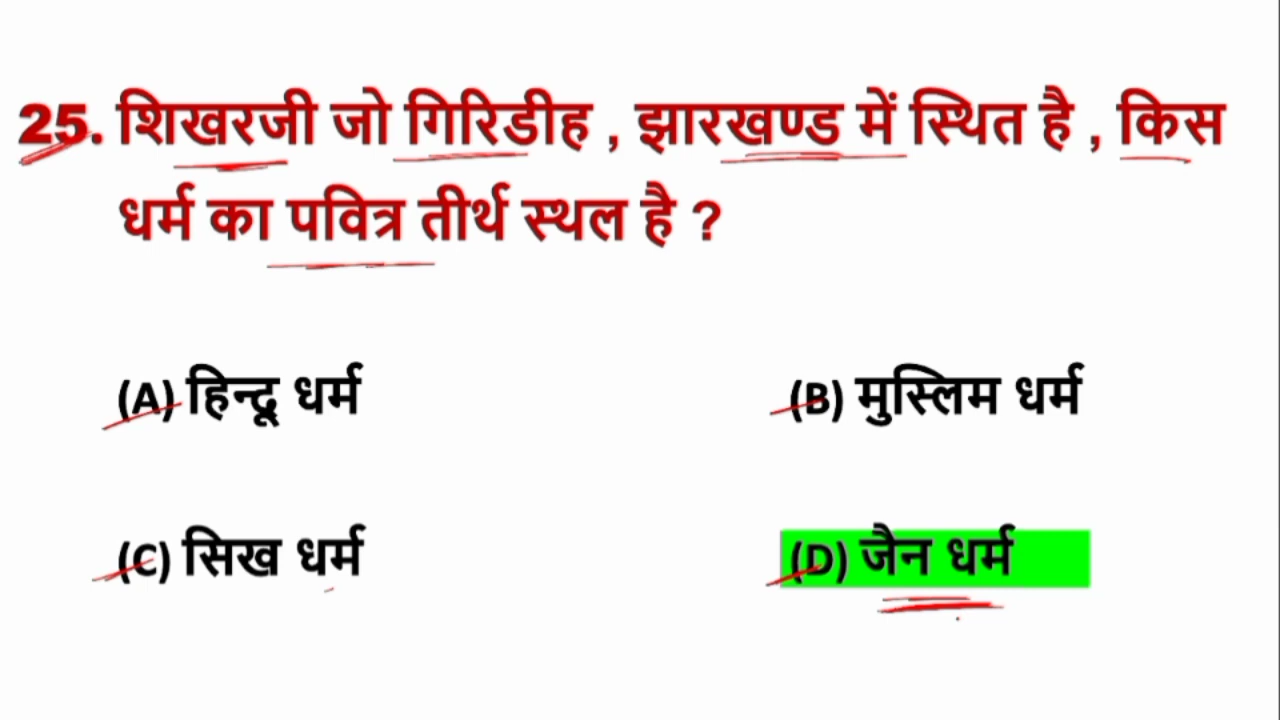 25. शिखरजी जो गिरिडीह , झारखण्ड में स्थित है , किस
धर्म का पवित्र तीर्थ स्थल है ?
(A) हिन्दू धर्म (B) मुस्लिम धर्म
(C) सिख धर्म (D) जैन धर्म